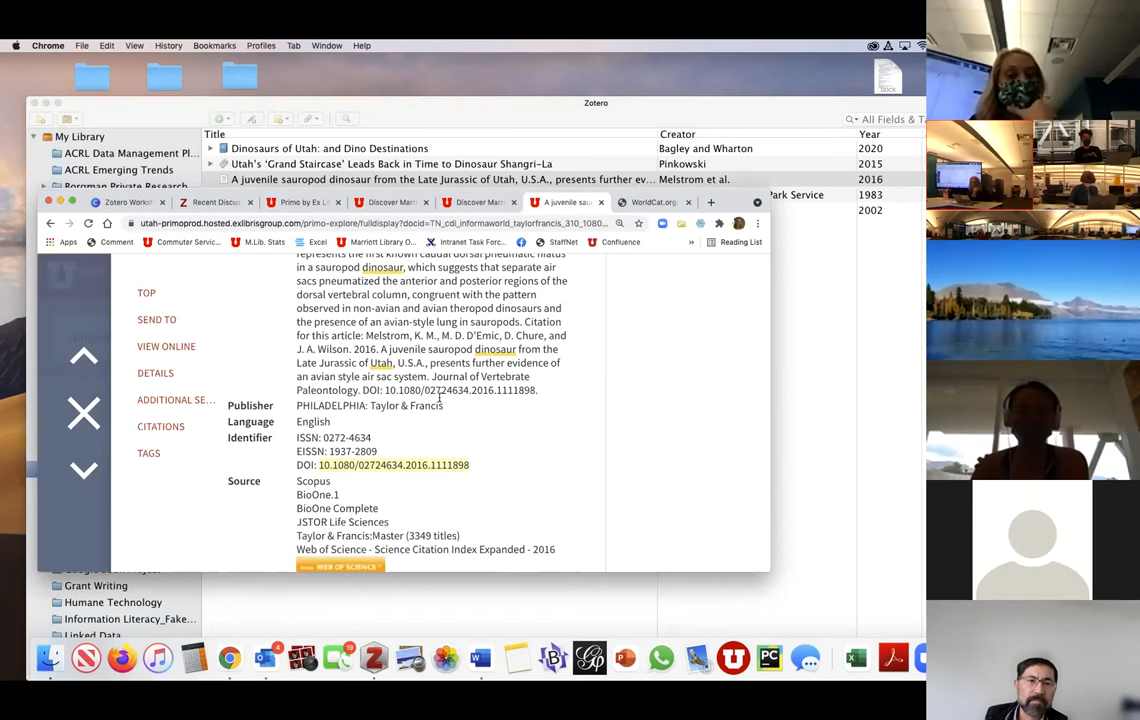 Chrome File Edit View History Bookmarks Profiles Tab Window Help
DOCX
Zotero
All Fields & Ta
My Library
Title Creator Year
ACRL Data Management Pl...
Dinosaurs of Utah: and Dino Destinations Bagley and Wharton 2020
ACRL Emerging Trends
Utah's 'Grand Staircase' Leads Back in Time to Dinosaur Shangri-La Pinkowski 2015
Borgman Private Research
A juvenile sauropod dinosaur from the Late Jurassic of Utah, U.S.A., presents further ev... Melstrom et al. 2016
Park Service 1983
2002
Zotero Works
Recent Discus
Primo by Ex Li
Discover Marr
Discover Marr
A juvenile sau
WorldCat.org:
utah-primoprod.hosted.exlibrisgroup.com/primo-explore/fulldisplay?docid=TN_cdi_informaworld_taylorfrancis_310_1080...
Apps Comment Commuter Servic... M.Lib. Stats Excel Marriott Library O... Intranet Task Forc... StaffNet Confluence » Reading List
represents the first known caudal dorsal pneumatic hiatus
in a sauropod dinosaur, which suggests that separate air
sacs pneumatized the anterior and posterior regions of the
dorsal vertebral column, congruent with the pattern
observed in non-avian and avian theropod dinosaurs and
the presence of an avian-style lung in sauropods. Citation
for this article: Melstrom, K. M., M. D. D'Emic, D. Chure, and
J. A. Wilson. 2016. A juvenile sauropod dinosaur from the
Late Jurassic of Utah, U.S.A., presents further evidence of
an avian style air sac system. Journal of Vertebrate
Paleontology. DOI: 10.1080/02724634.2016.1111898.
TOP
SEND TO
VIEW ONLINE
DETAILS
ADDITIONAL SE...
CITATIONS
TAGS
Publisher PHILADELPHIA: Taylor & Francis
Language English
Identifier ISSN: 0272-4634
EISSN: 1937-2809
DOI: 10.1080/02724634.2016.1111898
Source Scopus
BioOne.1
BioOne Complete
JSTOR Life Sciences
Taylor & Francis:Master (3349 titles)
Web of Science - Science Citation Index Expanded - 2016
WEB OF SCIENCE
Grant Writing
Humane Technology
Information Literacy_Fake...
Linked Data
4
19
PC